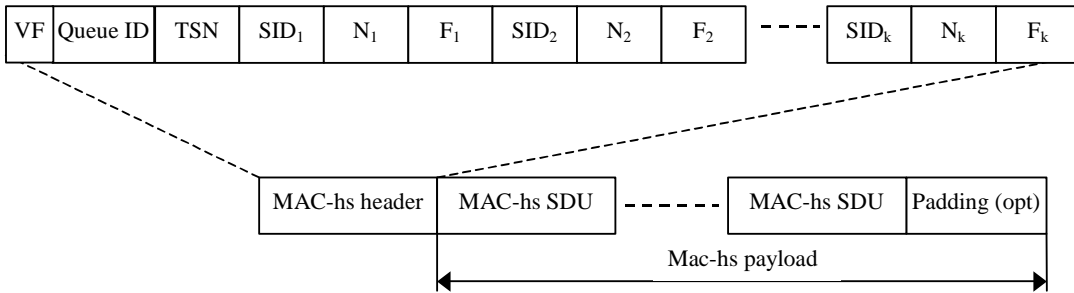 VF Queue ID TSN SID₁ N₁ F₁ SID₂ N₂ F₂ SIDₖ Nₖ Fₖ
MAC-hs header MAC-hs SDU MAC-hs SDU Padding (opt)
Mac-hs payload